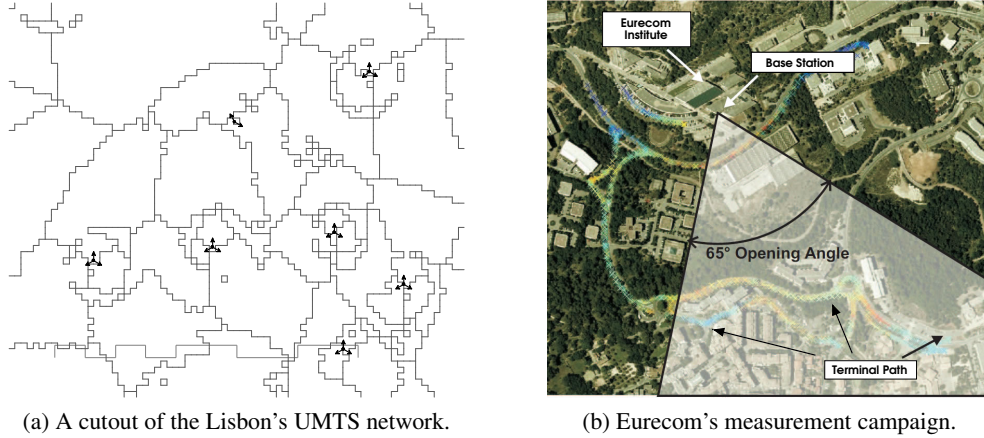 Eurecom
Institute
Base Station
65° Opening Angle
Terminal Path
(a) A cutout of the Lisbon's UMTS network.
(b) Eurecom's measurement campaign.